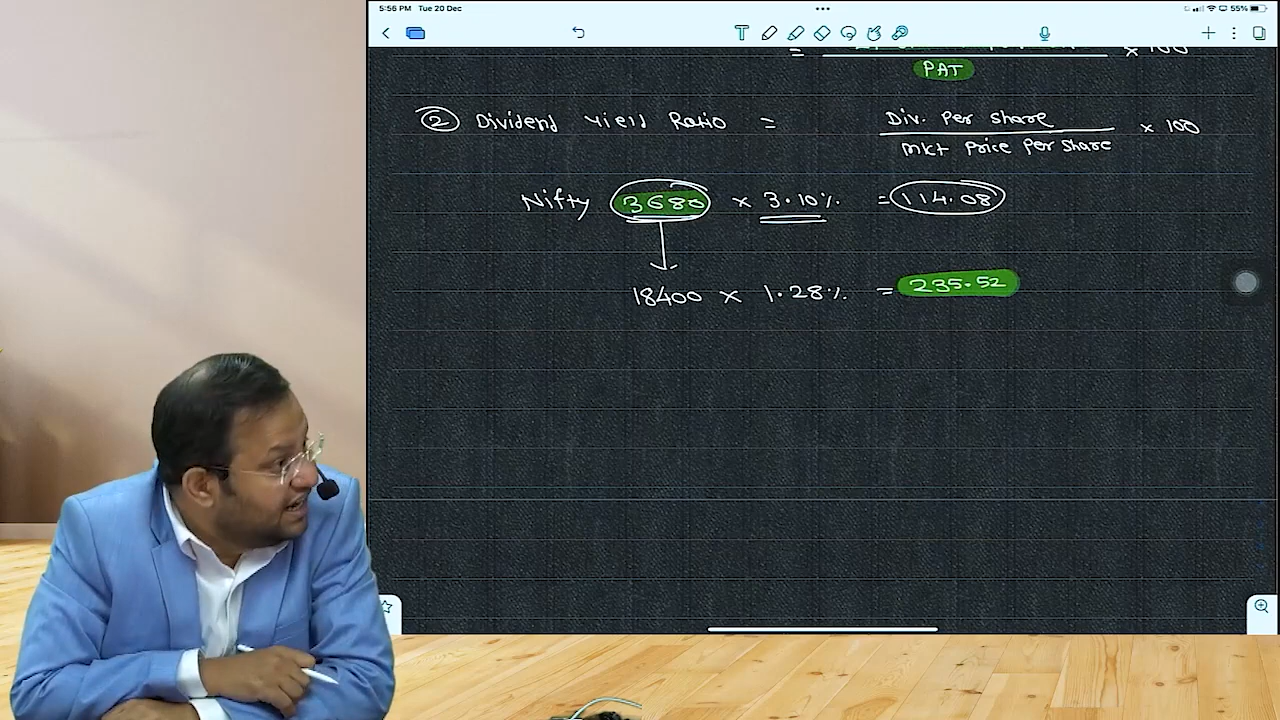 5:56 PM Tue 20 Dec
55%
= × 100
PAT
② Dividend Yield Ratio = Div. Per share × 100
Mkt Price Per Share
Nifty 3680 × 3.10% = 114.08
18400 × 1.28% = 235.52